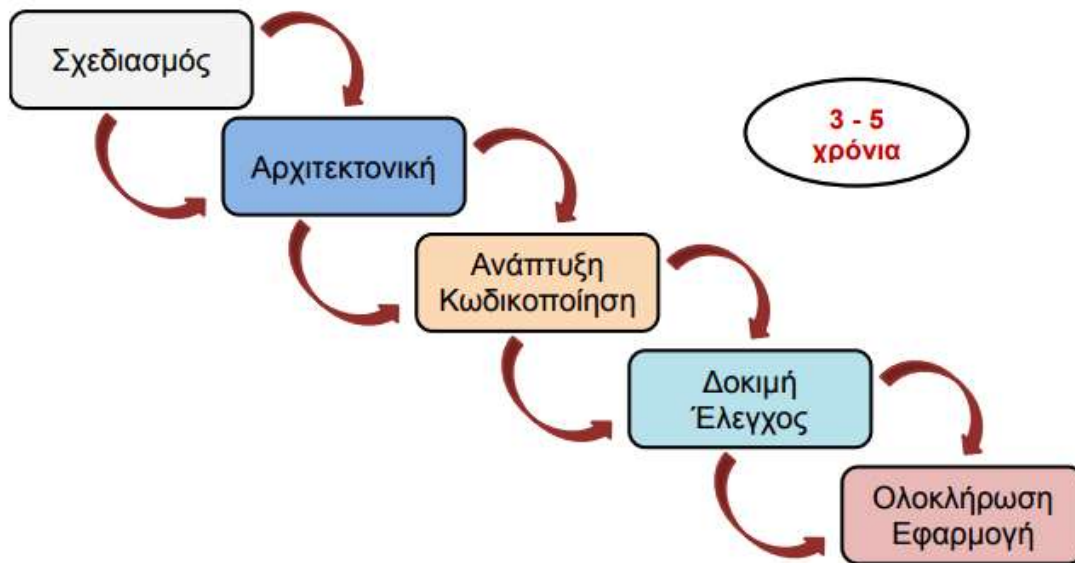 Σχεδιασμός
3 - 5
χρόνια
Αρχιτεκτονική
Ανάπτυξη
Κωδικοποίηση
Δοκιμή
Έλεγχος
Ολοκλήρωση
Εφαρμογή